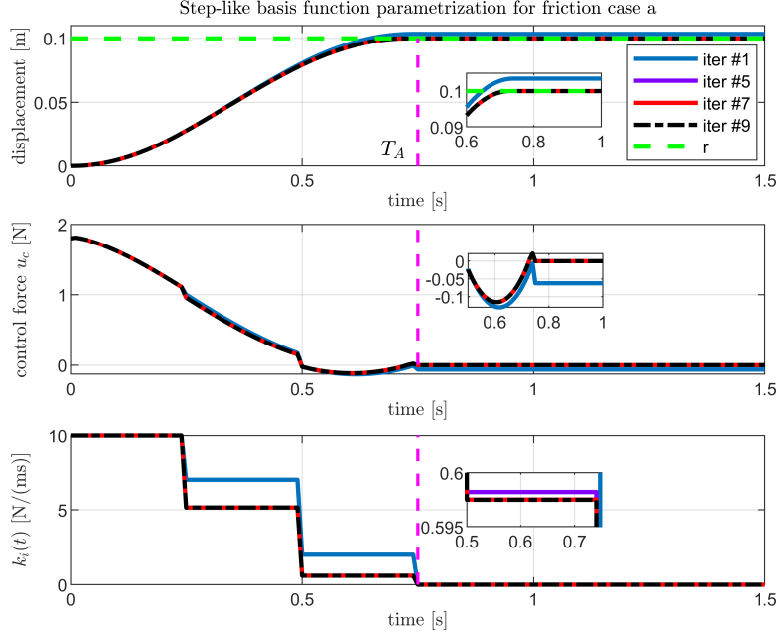 Step-like basis function parametrization for friction case a
displacement [m]
0.1
0.05
0
0.1
0.09
0.6
0.8
1
iter #1
iter #5
iter #7
iter #9
r
T_A
0
0.5
1
1.5
time [s]
control force u_c [N]
2
1
0
0
-0.05
-0.1
0.6
0.8
1
0
0.5
1
1.5
time [s]
k_i(t) [N/(ms)]
10
5
0
0.6
0.595
0.5
0.6
0.7
0
0.5
1
1.5
time [s]